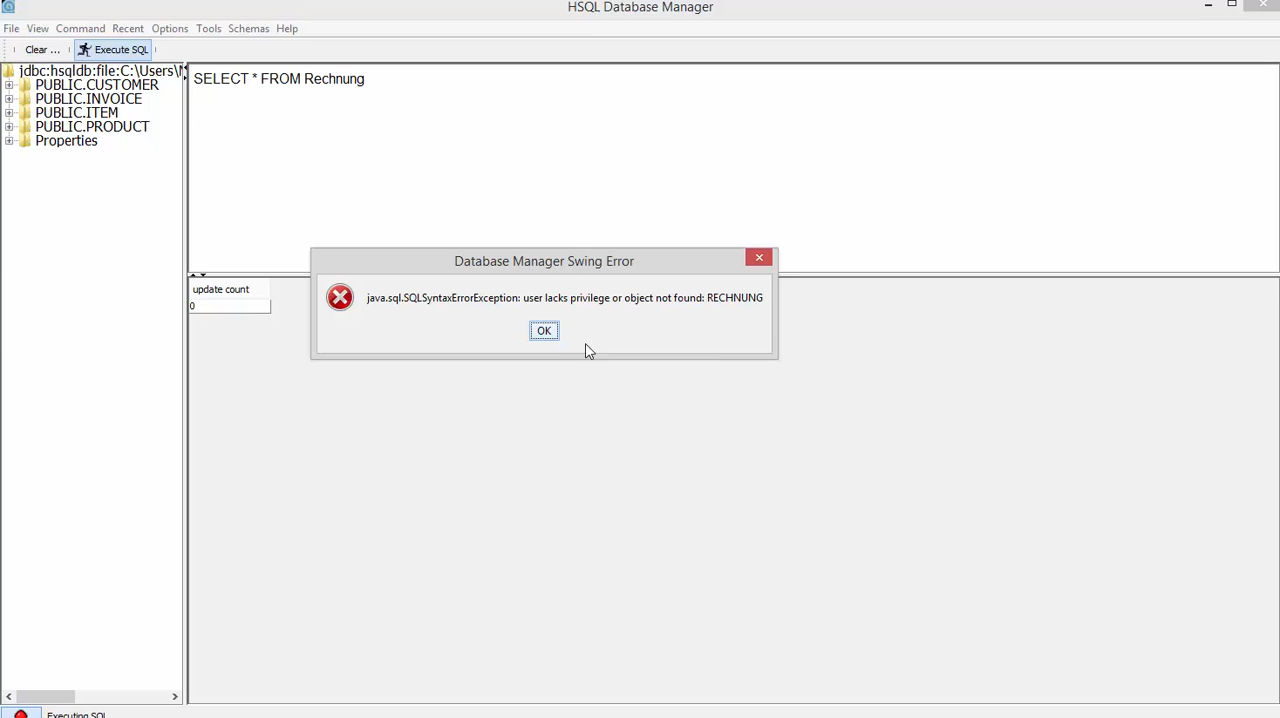 HSQL Database Manager
File View Command Recent Options Tools Schemas Help
Clear ... Execute SQL
jdbc:hsqldb:file:C:\Users\
PUBLIC.CUSTOMER
PUBLIC.INVOICE
PUBLIC.ITEM
PUBLIC.PRODUCT
Properties
SELECT * FROM Rechnung
Database Manager Swing Error
java.sql.SQLSyntaxErrorException: user lacks privilege or object not found: RECHNUNG
OK
update count
0
Executing SQL